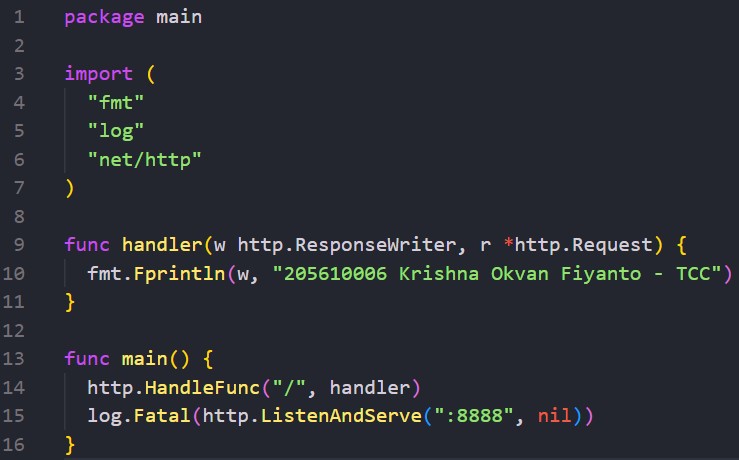 1 package main
2
3 import (
4   "fmt"
5   "log"
6   "net/http"
7 )
8
9 func handler(w http.ResponseWriter, r *http.Request) {
10   fmt.Fprintln(w, "205610006 Krishna Okvan Fiyanto - TCC")
11 }
12
13 func main() {
14   http.HandleFunc("/", handler)
15   log.Fatal(http.ListenAndServe(":8888", nil))
16 }